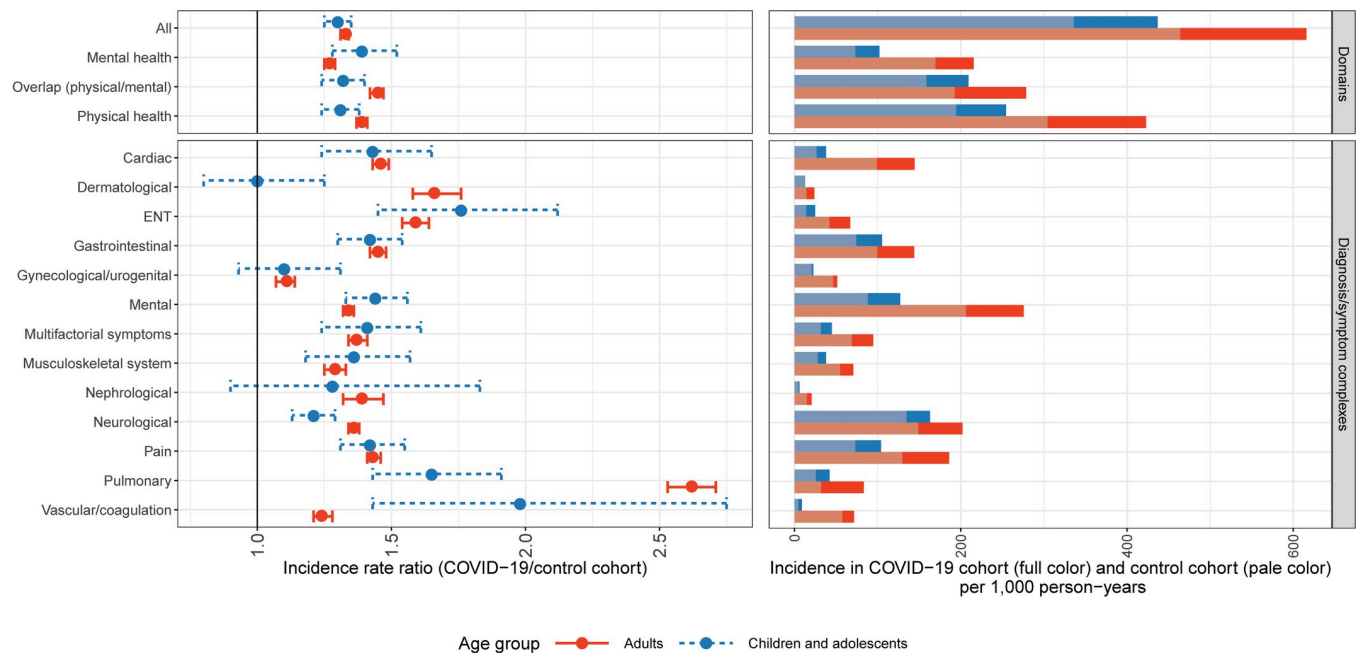 All
Mental health
Overlap (physical/mental)
Physical health
Domains
Cardiac
Dermatological
ENT
Gastrointestinal
Gynecological/urogenital
Mental
Multifactorial symptoms
Musculoskeletal system
Nephrological
Neurological
Pain
Pulmonary
Vascular/coagulation
Diagnosis/symptom complexes
1.0 1.5 2.0 2.5
Incidence rate ratio (COVID−19/control cohort)
0 200 400 600
Incidence in COVID−19 cohort (full color) and control cohort (pale color)
per 1,000 person−years
Age group Adults Children and adolescents